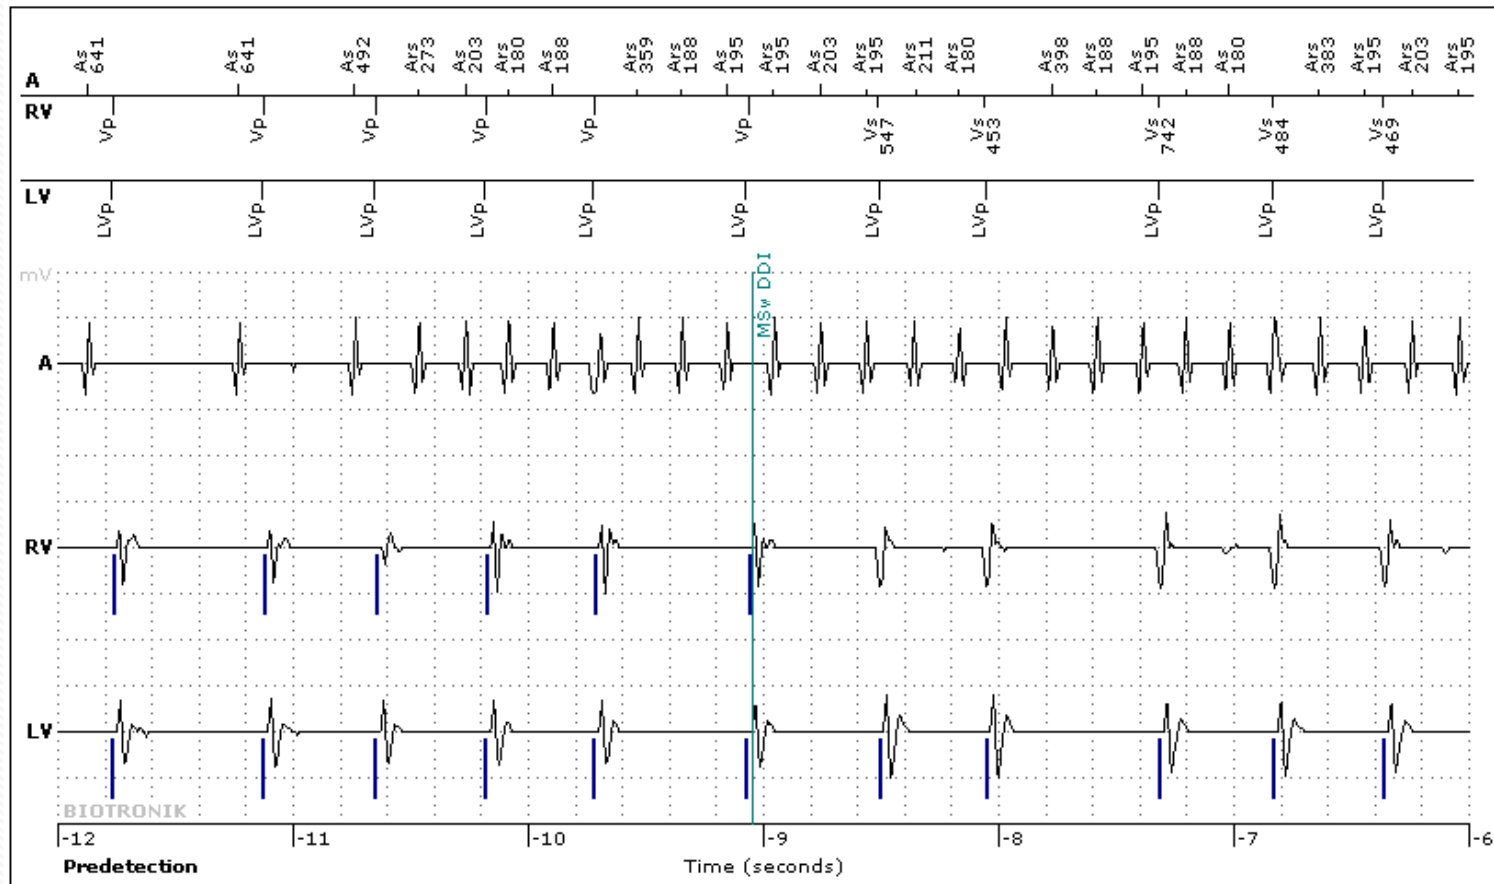 As 641 As 641 As 492 Ars 273 As 203 Ars 180 As 188 Ars 359 Ars 188 As 195 Ars 195 As 203 Ars 195 Ars 211 Ars 180 As 398 Ars 188 As 195 Ars 188 As 180 Ars 383 Ars 195 Ars 203 Ars 195
A
RV
Vp Vp Vp Vp Vp Vp Vs 547 Vs 453 Vs 742 Vs 484 Vs 469
LV
LVp LVp LVp LVp LVp LVp LVp LVp LVp LVp LVp
mV
MSw DDI
A
RV
LV
BIOTRONIK
-12 -11 -10 -9 -8 -7 -6
Predetection Time (seconds)